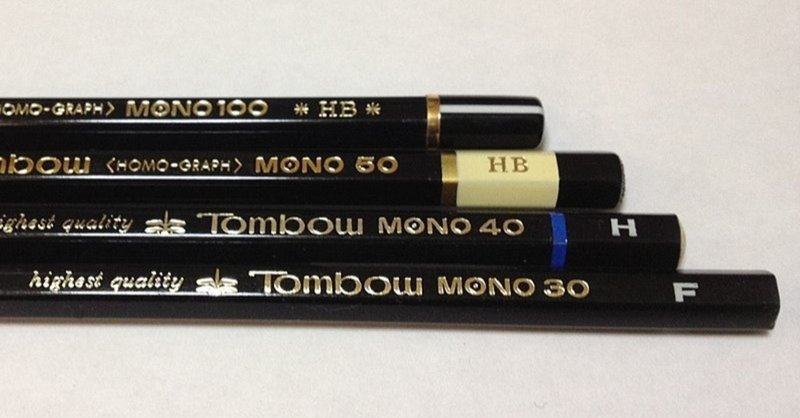 OMO-GRAPH> MONO 100 * HB *
mbow <HOMO-GRAPH> MONO 50 HB
highest quality Tombow MONO 40 H
highest quality Tombow MONO 30 F